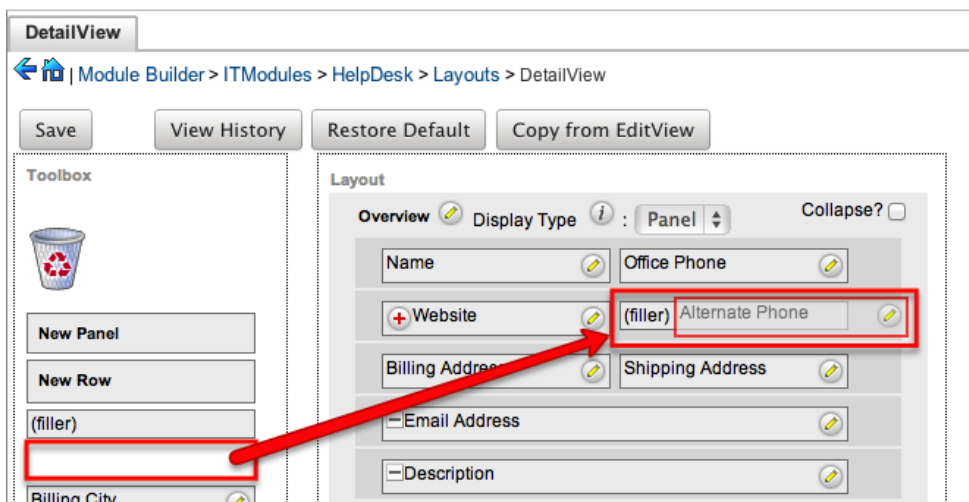 DetailView
| Module Builder > ITModules > HelpDesk > Layouts > DetailView
Save View History Restore Default Copy from EditView
Toolbox
Layout
Overview Display Type i : Panel Collapse?
Name Office Phone
Website (filler) Alternate Phone
New Panel
Billing Address Shipping Address
New Row
(filler)
Email Address
Description
Billing City